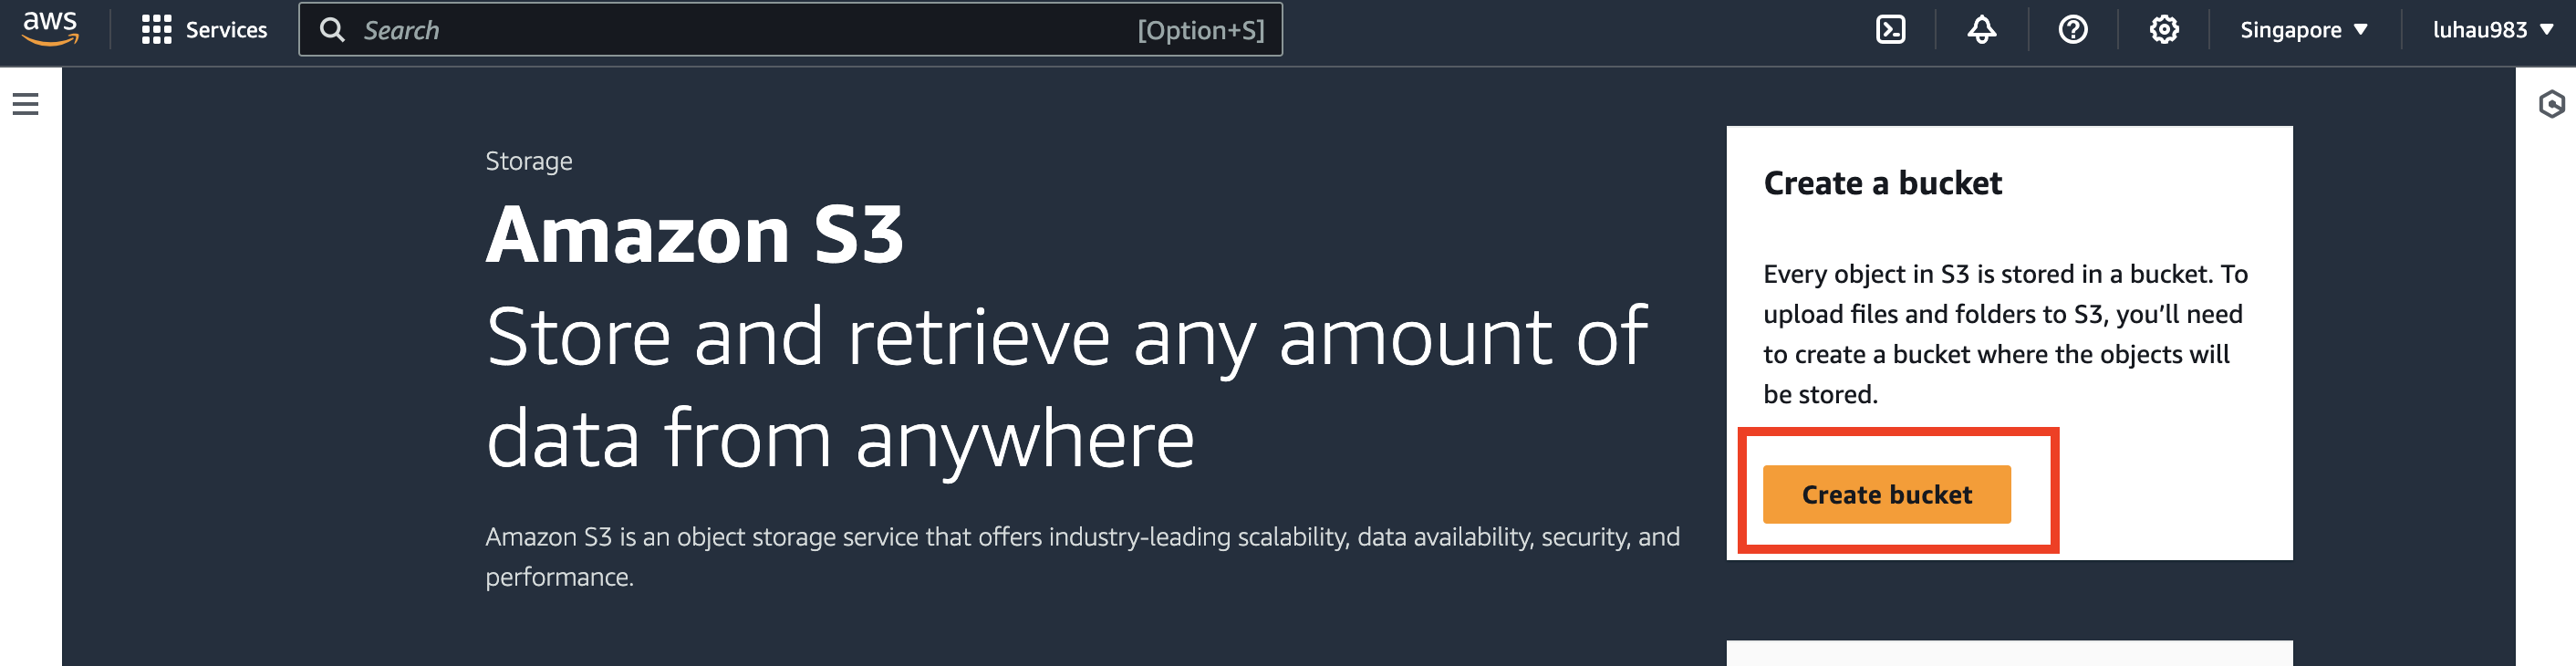 aws
Services
Search
[Option+S]
Singapore
luhau983
Storage
Amazon S3
Store and retrieve any amount of
data from anywhere
Amazon S3 is an object storage service that offers industry-leading scalability, data availability, security, and
performance.
Create a bucket
Every object in S3 is stored in a bucket. To
upload files and folders to S3, you’ll need
to create a bucket where the objects will
be stored.
Create bucket